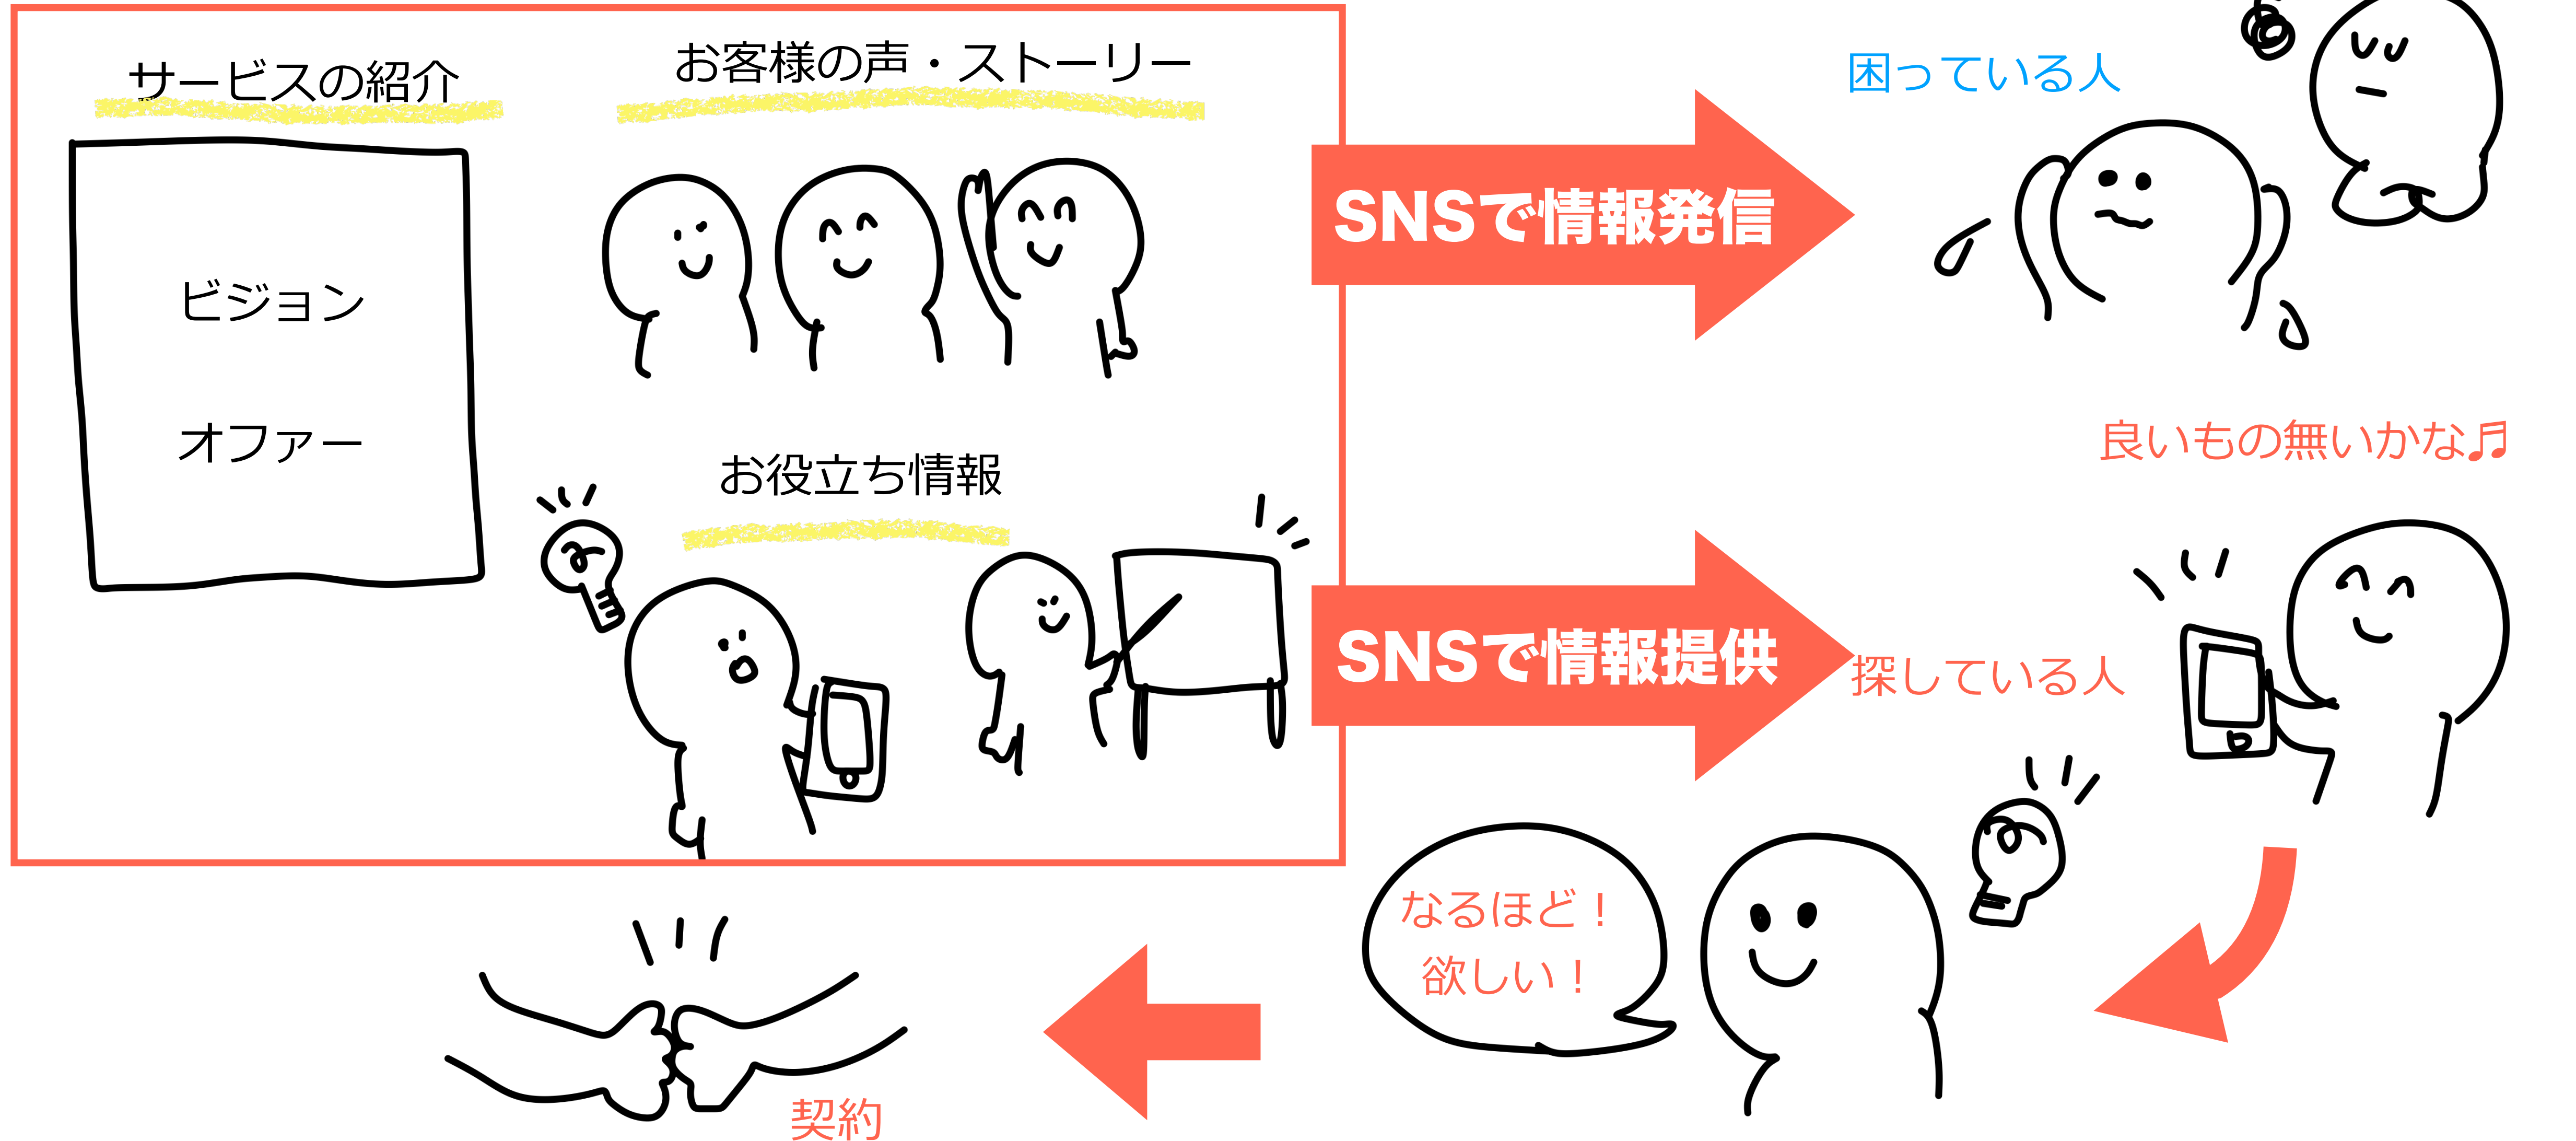 サービスの紹介
お客様の声・ストーリー
ビジョン
オファー
お役立ち情報
SNSで情報発信
困っている人
良いもの無いかな♫
SNSで情報提供
探している人
なるほど！
欲しい！
契約